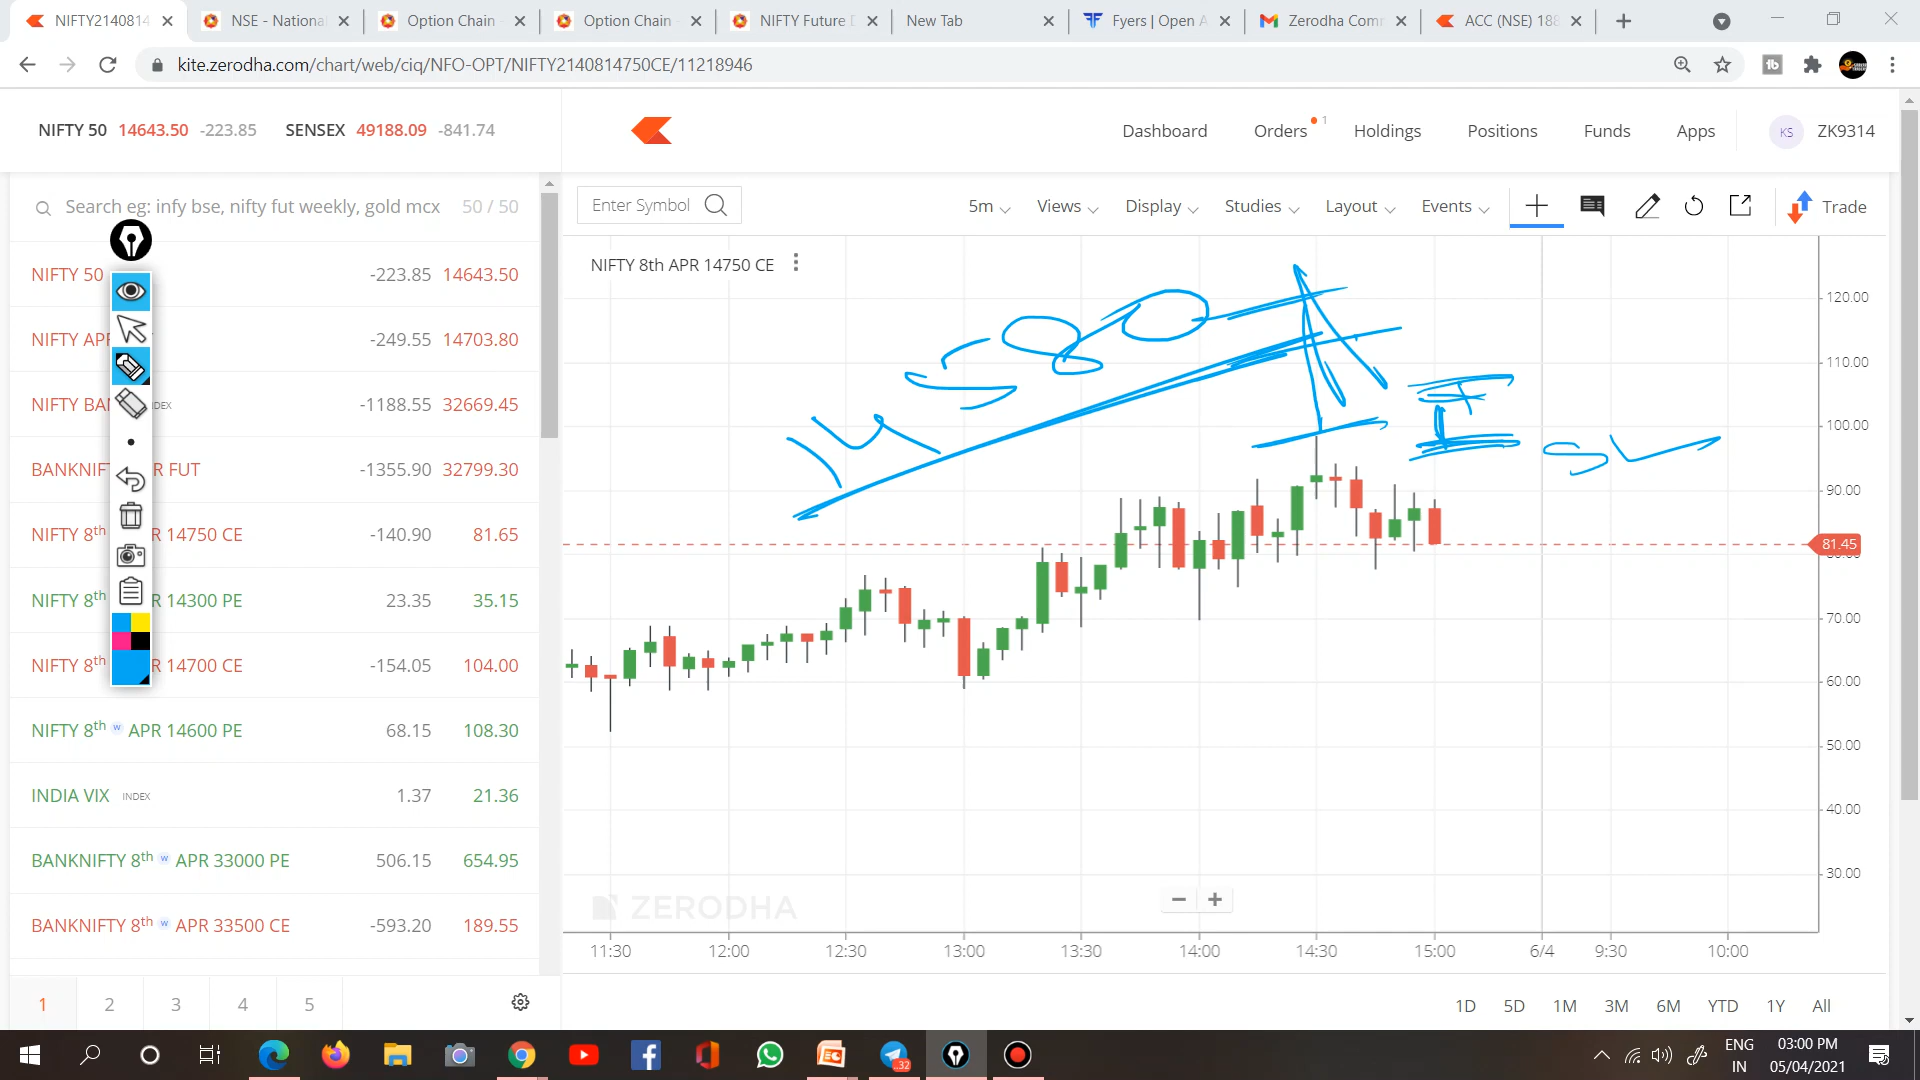 NIFTY2140814
NSE - Nationa
Option Chain
Option Chain
NIFTY Future D
New Tab
Fyers | Open A
Zerodha Com
ACC (NSE) 188
kite.zerodha.com/chart/web/ciq/NFO-OPT/NIFTY2140814750CE/11218946
NIFTY 50 14643.50 -223.85 SENSEX 49188.09 -841.74
Dashboard Orders 1 Holdings Positions Funds Apps KS ZK9314
Search eg: infy bse, nifty fut weekly, gold mcx 50 / 50
Enter Symbol 5m Views Display Studies Layout Events Trade
NIFTY 8th APR 14750 CE
NIFTY 50 -223.85 14643.50
NIFTY AP -249.55 14703.80
NIFTY BA DEX -1188.55 32669.45
BANKNIF R FUT -1355.90 32799.30
NIFTY 8th R 14750 CE -140.90 81.65
NIFTY 8th R 14300 PE 23.35 35.15
NIFTY 8th R 14700 CE -154.05 104.00
NIFTY 8th w APR 14600 PE 68.15 108.30
INDIA VIX INDEX 1.37 21.36
BANKNIFTY 8th w APR 33000 PE 506.15 654.95
BANKNIFTY 8th w APR 33500 CE -593.20 189.55
1 2 3 4 5
14580
SL
120.00
110.00
100.00
90.00
81.45
80.00
70.00
60.00
50.00
40.00
30.00
ZERODHA
11:30 12:00 12:30 13:00 13:30 14:00 14:30 15:00 6/4 9:30 10:00
1D 5D 1M 3M 6M YTD 1Y All
32
ENG
IN
03:00 PM
05/04/2021